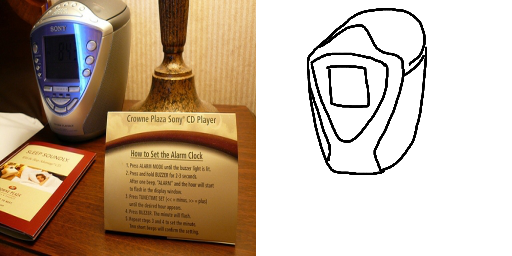 SONY
SLEEP SOUNDLY
Crowne Plaza Sony® CD Player
How to Set the Alarm Clock
1. Press ALARM MODE until the buzzer light is lit.
2. Press and hold BUZZER for 2-3 seconds.
After one beep, "ALARM" and the hour will start
to flash in the display window.
3. Press TUNE/TIME SET (<< = minus, << = plus)
until the desired hour appears.
4. Press BUZZER. The minute will flash.
5. Repeat steps 3 and 4 to set the minute.
Two short beeps will confirm the setting.